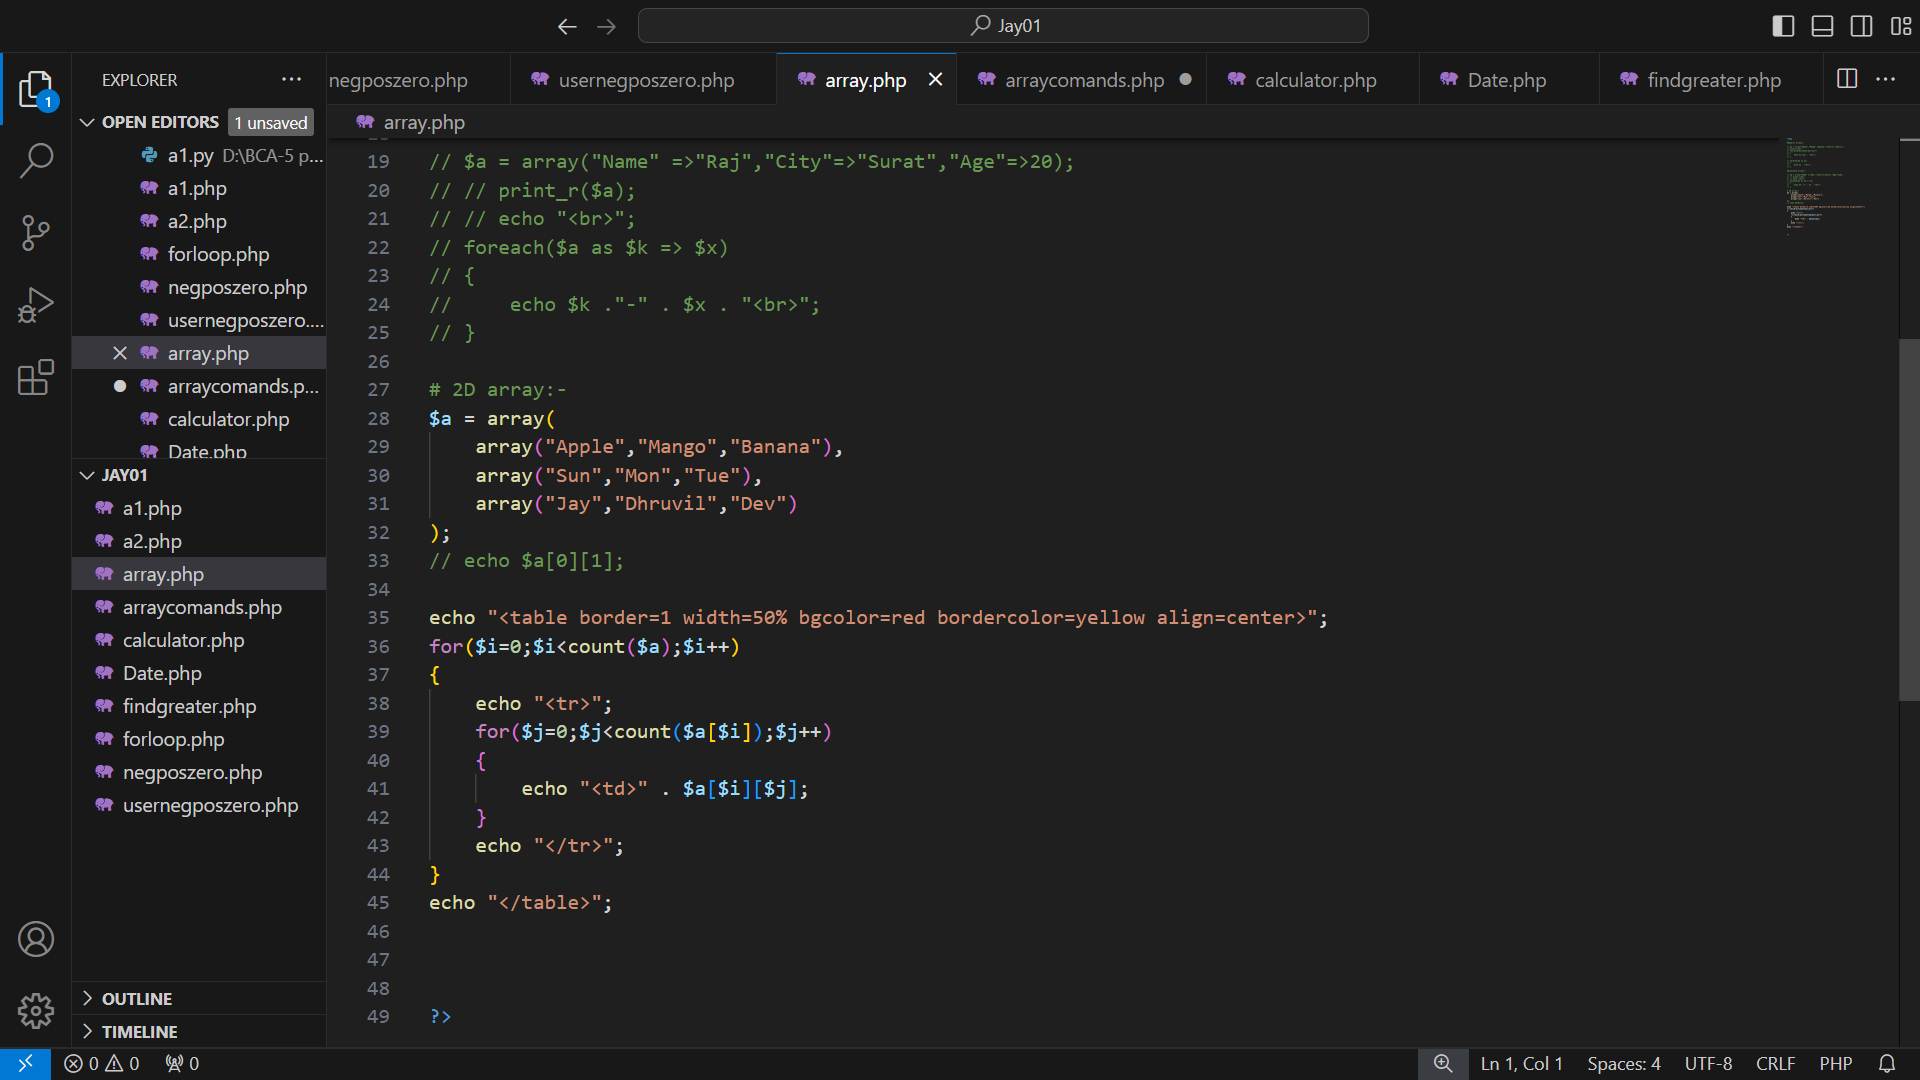 Jay01
EXPLORER
negposzero.php
usernegposzero.php
array.php
arraycomands.php
calculator.php
Date.php
findgreater.php
1
OPEN EDITORS
1 unsaved
array.php
a1.py D:\BCA-5 p...
a1.php
a2.php
forloop.php
negposzero.php
usernegposzero....
array.php
arraycomands.p...
calculator.php
Date.php
JAY01
a1.php
a2.php
array.php
arraycomands.php
calculator.php
Date.php
findgreater.php
forloop.php
negposzero.php
usernegposzero.php
OUTLINE
TIMELINE
19 // $a = array("Name" =>"Raj","City"=>"Surat","Age"=>20);
20 // // print_r($a);
21 // // echo "<br>";
22 // foreach($a as $k => $x)
23 // {
24 //     echo $k ."-" . $x . "<br>";
25 // }
26
27 # 2D array:-
28 $a = array(
29     array("Apple","Mango","Banana"),
30     array("Sun","Mon","Tue"),
31     array("Jay","Dhruvil","Dev")
32 );
33 // echo $a[0][1];
34
35 echo "<table border=1 width=50% bgcolor=red bordercolor=yellow align=center>";
36 for($i=0;$i<count($a);$i++)
37 {
38     echo "<tr>";
39     for($j=0;$j<count($a[$i]);$j++)
40     {
41         echo "<td>" . $a[$i][$j];
42     }
43     echo "</tr>";
44 }
45 echo "</table>";
46
47
48
49 ?>
0 0 0
Ln 1, Col 1
Spaces: 4
UTF-8
CRLF
PHP